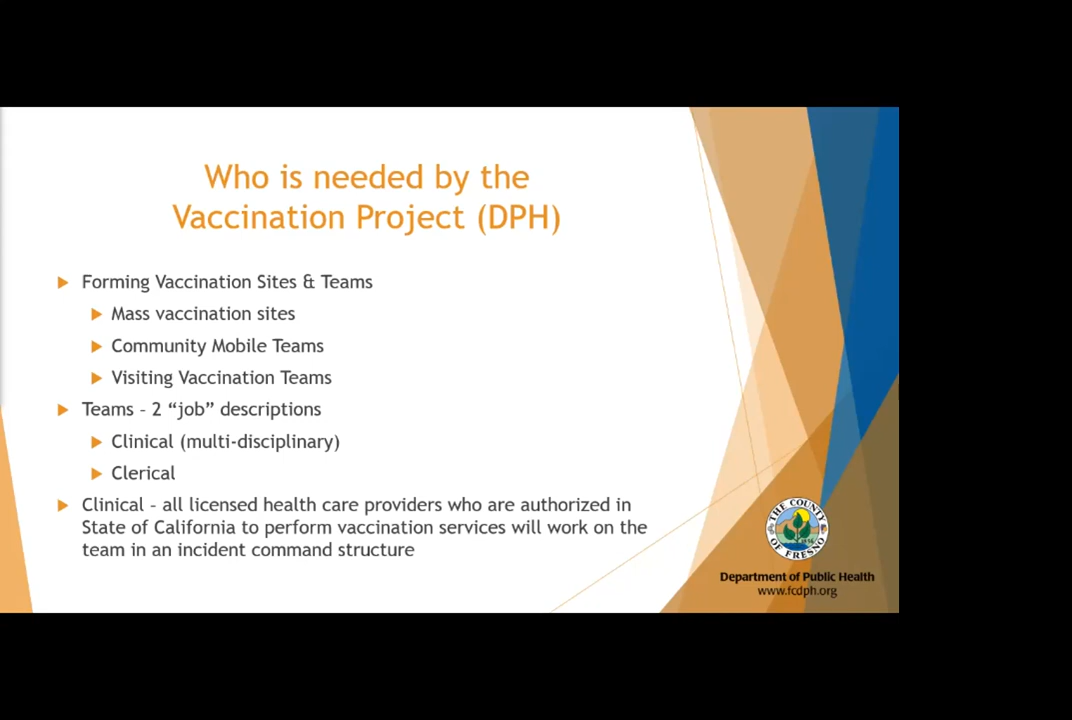 Who is needed by the
Vaccination Project (DPH)
Forming Vaccination Sites & Teams
Mass vaccination sites
Community Mobile Teams
Visiting Vaccination Teams
Teams – 2 “job” descriptions
Clinical (multi-disciplinary)
Clerical
Clinical – all licensed health care providers who are authorized in
State of California to perform vaccination services will work on the
team in an incident command structure
THE COUNTY
OF FRESNO
Department of Public Health
www.fcdph.org